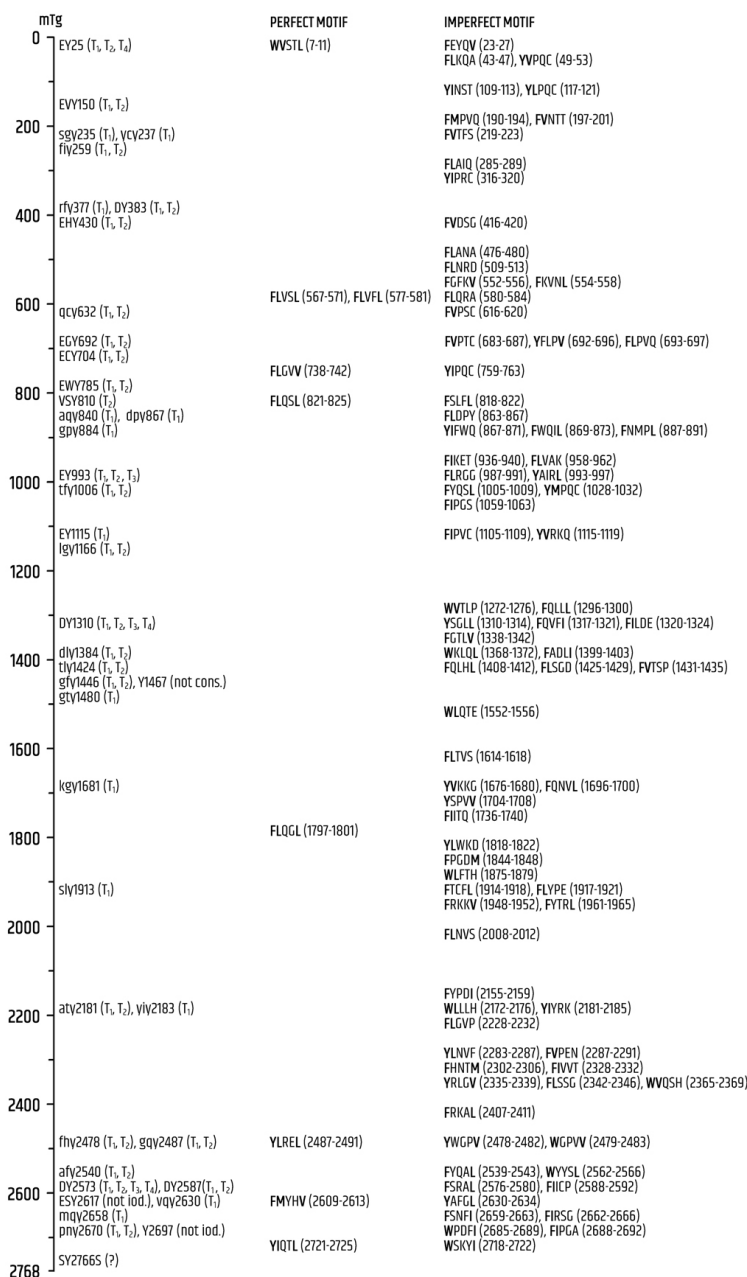 mTg PERFECT MOTIF IMPERFECT MOTIF
0 EY25 (T₁, T₂, T₄) WVSTL (7-11) FEYQV (23-27)
FLKQA (43-47), YVPQC (49-53)
YINST (109-113), YLPQC (117-121)
EVY150 (T₁, T₂)
FMPVQ (190-194), FVNTT (197-201)
200 sgy235 (T₁), ycy237 (T₁) FVTFS (219-223)
fiy259 (T₁, T₂)
FLAIQ (285-289)
YIPRC (316-320)
rfy377 (T₁), DY383 (T₁, T₂)
400 EHY430 (T₁, T₂) FVDSG (416-420)
FLANA (476-480)
FLNRD (509-513)
FGFKV (552-556), FKVNL (554-558)
600 FLVSL (567-571), FLVFL (577-581) FLQRA (580-584)
qcy632 (T₁, T₂) FVPSC (616-620)
EGY692 (T₁, T₂) FVPTC (683-687), YFLPV (692-696), FLPVQ (693-697)
ECY704 (T₁, T₂)
FLGVV (738-742) YIPQC (759-763)
EWY785 (T₁, T₂)
800 VSY810 (T₂) FLQSL (821-825) FSLFL (818-822)
aqy840 (T₁), dpy867 (T₁) FLDPY (863-867)
gpy884 (T₁) YIFWQ (867-871), FWQIL (869-873), FNMPL (887-891)
FIKET (936-940), FLVAK (958-962)
EY993 (T₁, T₂, T₃) FLRGG (987-991), YAIRL (993-997)
1000 tfy1006 (T₁, T₂) FYQSL (1005-1009), YMPQC (1028-1032)
FIPGS (1059-1063)
EY1115 (T₁) FIPVC (1105-1109), YVRKQ (1115-1119)
lgy1166 (T₁, T₂)
1200
WVTLP (1272-1276), FQLLL (1296-1300)
DY1310 (T₁, T₂, T₃, T₄) YSGLL (1310-1314), FQVFI (1317-1321), FILDE (1320-1324)
FGTLV (1338-1342)
dly1384 (T₁, T₂) WKLQL (1368-1372), FADLI (1399-1403)
1400 tly1424 (T₁, T₂) FQLHL (1408-1412), FLSGD (1425-1429), FVTSP (1431-1435)
gfy1446 (T₁, T₂), Y1467 (not cons.)
gty1480 (T₁)
WLQTE (1552-1556)
1600 FLTVS (1614-1618)
kgy1681 (T₁) YVKKG (1676-1680), FQNVL (1696-1700)
YSPVV (1704-1708)
FIITQ (1736-1740)
FLQGL (1797-1801)
1800 YLWKD (1818-1822)
FPGDM (1844-1848)
WLFTH (1875-1879)
sly1913 (T₁) FTCFL (1914-1918), FLYPE (1917-1921)
FRKKV (1948-1952), FYTRL (1961-1965)
2000 FLNVS (2008-2012)
FYPDI (2155-2159)
aty2181 (T₁, T₂), yiy2183 (T₁) WLLLH (2172-2176), YIYRK (2181-2185)
2200 FLGVP (2228-2232)
YLNVF (2283-2287), FVPEN (2287-2291)
FHNTM (2302-2306), FIVVT (2328-2332)
YRLGV (2335-2339), FLSSG (2342-2346), WVQSH (2365-2369)
2400 FRKAL (2407-2411)
fhy2478 (T₁, T₂), gqy2487 (T₁, T₂) YLREL (2487-2491) YWGPV (2478-2482), WGPVV (2479-2483)
afy2540 (T₁, T₂) FYQAL (2539-2543), WYYSL (2562-2566)
DY2573 (T₁, T₂, T₃, T₄), DY2587(T₁, T₂) FSRAL (2576-2580), FIICP (2588-2592)
2600 ESY2617 (not iod.), vqy2630 (T₁) FMYHV (2609-2613) YAFGL (2630-2634)
mqy2658 (T₁) FSNFI (2659-2663), FIRSG (2662-2666)
pny2670 (T₁, T₂), Y2697 (not iod.) WPDFI (2685-2689), FIPGA (2688-2692)
YIQTL (2721-2725) WSKYI (2718-2722)
SY2766S (?)
2768